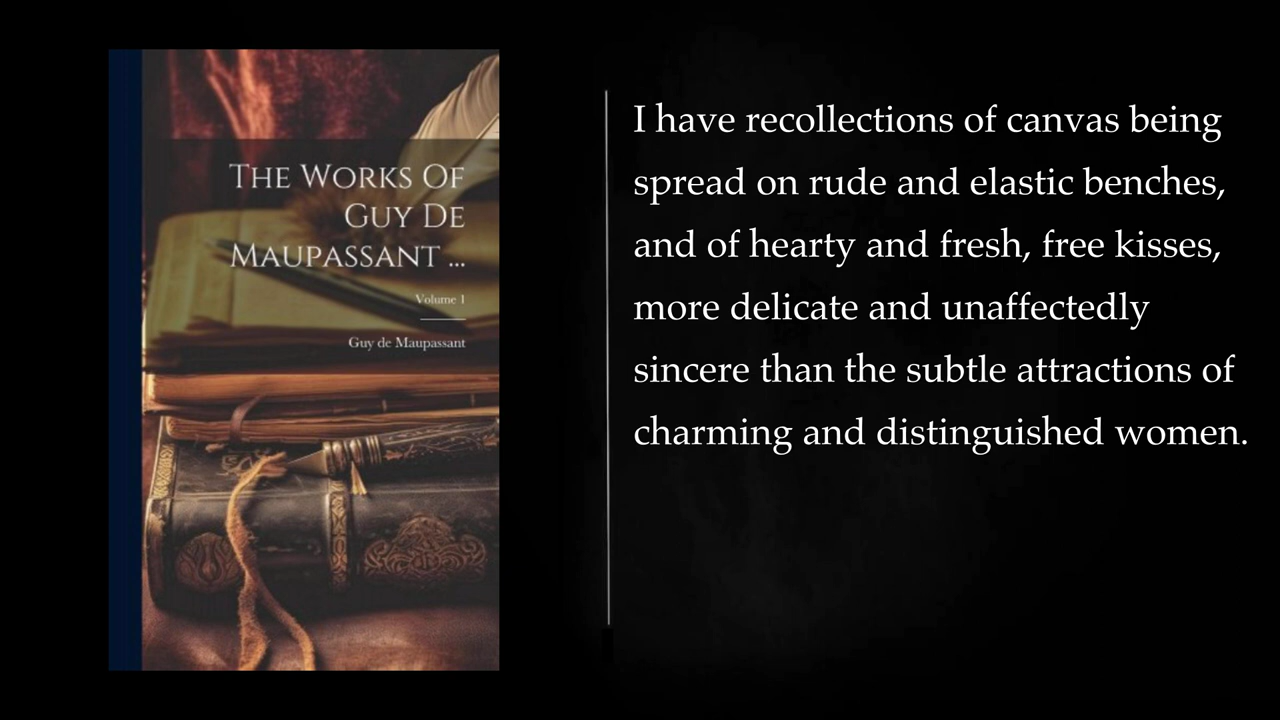 The Works Of
Guy De
Maupassant ...
Volume 1
Guy de Maupassant
I have recollections of canvas being
spread on rude and elastic benches,
and of hearty and fresh, free kisses,
more delicate and unaffectedly
sincere than the subtle attractions of
charming and distinguished women.